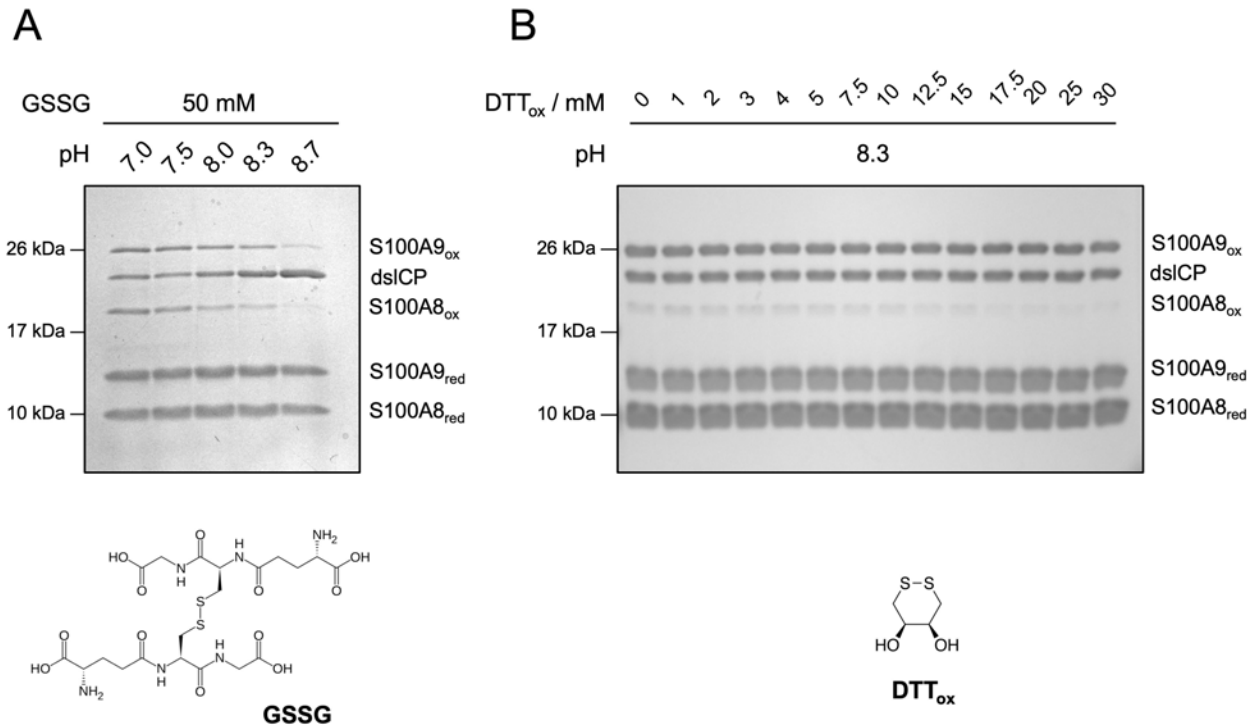 A
GSSG 50 mM
pH 7.0 7.5 8.0 8.3 8.7
26 kDa S100A9ox
dslCP
S100A8ox
17 kDa
S100A9red
10 kDa S100A8red
O HO N H O H N O NH2 OH O
S
S
O HO NH2 O N H O H N O OH
GSSG
B
DTTox / mM 0 1 2 3 4 5 7.5 10 12.5 15 17.5 20 25 30
pH 8.3
26 kDa S100A9ox
dslCP
S100A8ox
17 kDa
S100A9red
10 kDa S100A8red
S S
HO OH
DTTox